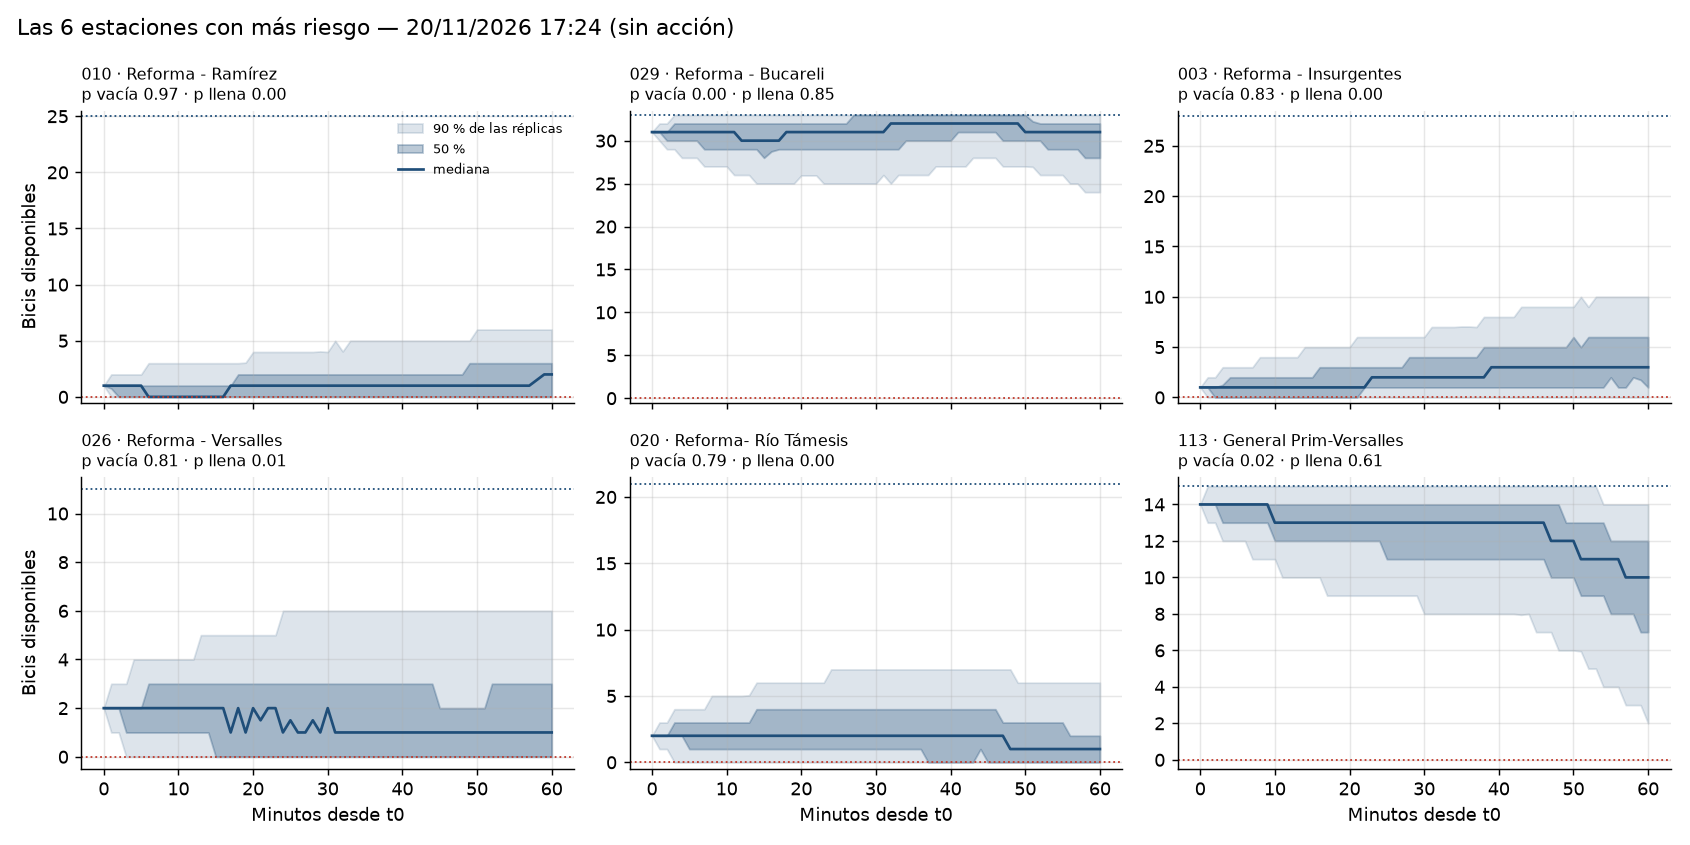 Las 6 estaciones con más riesgo — 20/11/2026 17:24 (sin acción)
010 · Reforma - Ramírez
p vacía 0.97 · p llena 0.00
25
20
15
10
5
0
Bicis disponibles
90 % de las réplicas
50 %
mediana
029 · Reforma - Bucareli
p vacía 0.00 · p llena 0.85
30
25
20
15
10
5
0
003 · Reforma - Insurgentes
p vacía 0.83 · p llena 0.00
25
20
15
10
5
0
026 · Reforma - Versalles
p vacía 0.81 · p llena 0.01
10
8
6
4
2
0
Bicis disponibles
0 10 20 30 40 50 60
Minutos desde t0
020 · Reforma- Río Támesis
p vacía 0.79 · p llena 0.00
20
15
10
5
0
0 10 20 30 40 50 60
Minutos desde t0
113 · General Prim-Versalles
p vacía 0.02 · p llena 0.61
14
12
10
8
6
4
2
0
0 10 20 30 40 50 60
Minutos desde t0